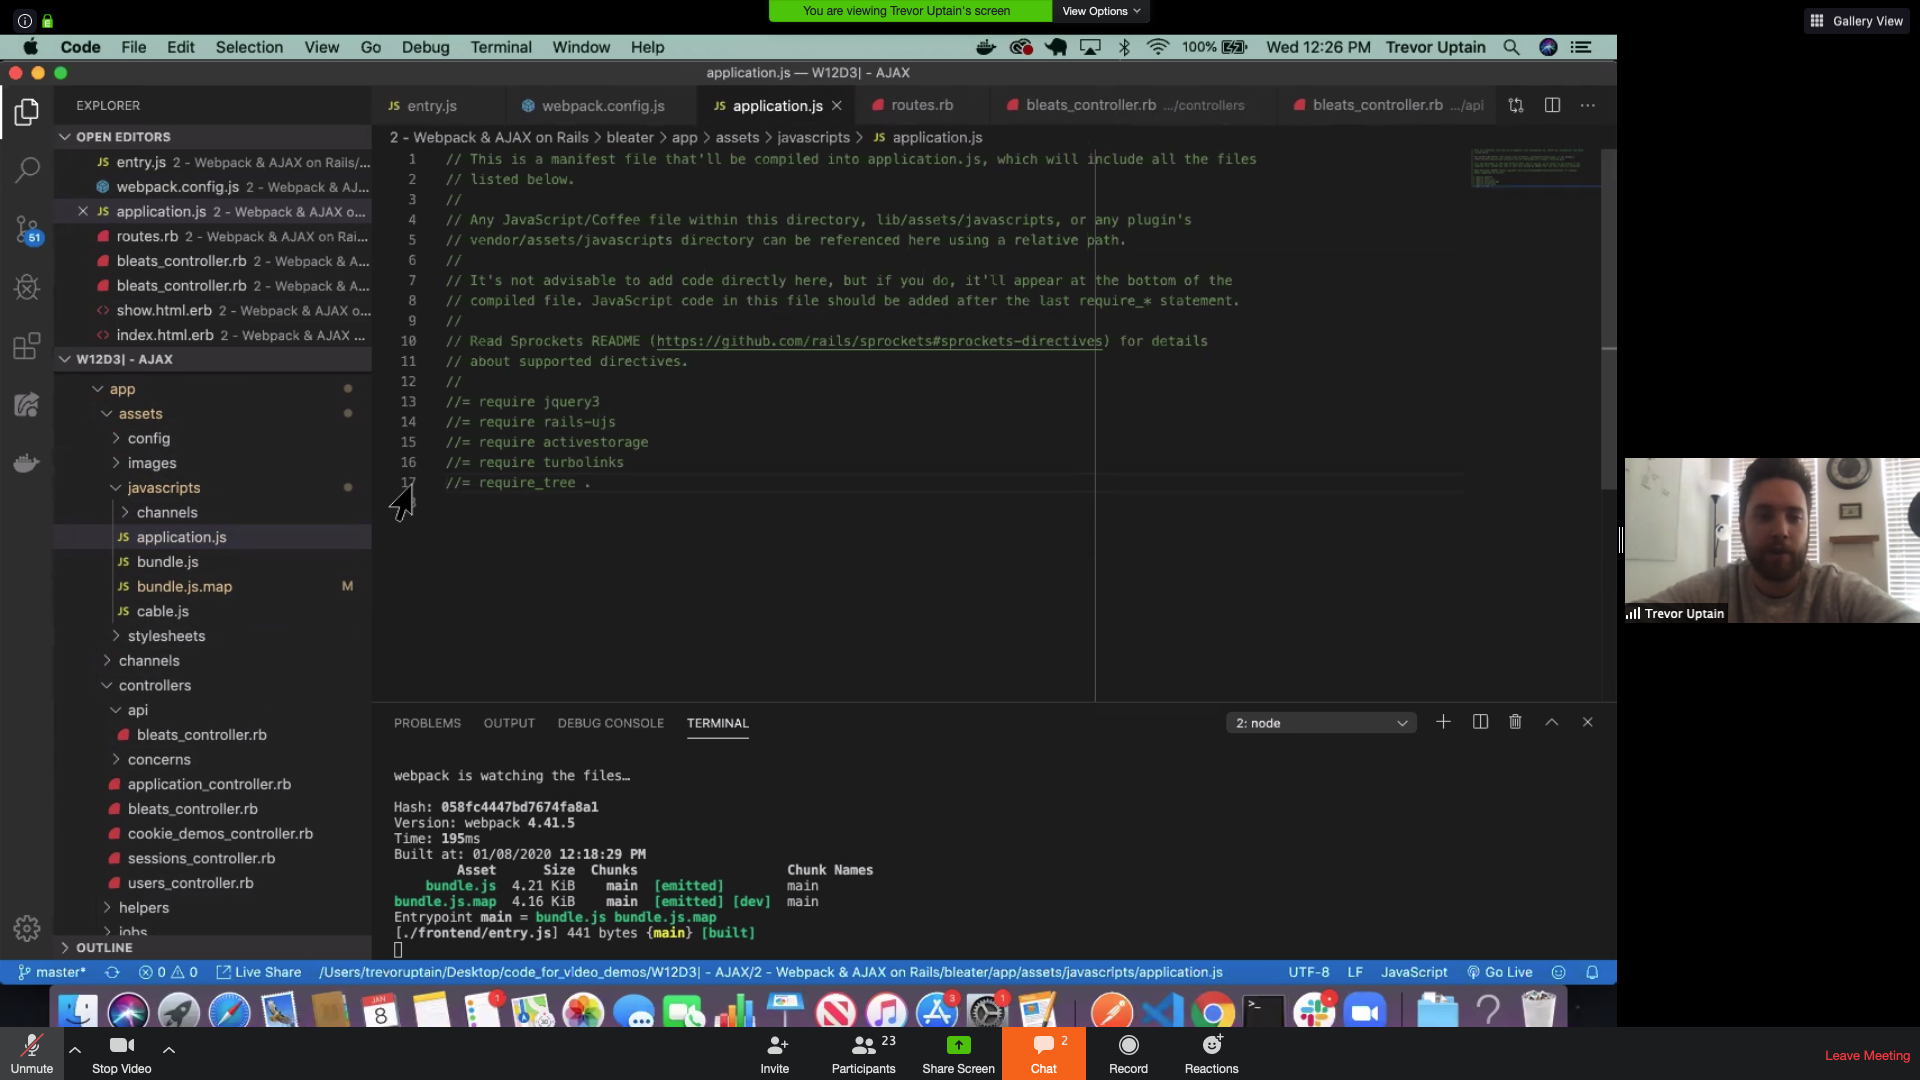 You are viewing Trevor Uptain's screen
View Options
Gallery View
Code File Edit Selection View Go Debug Terminal Window Help
100%
Wed 12:26 PM Trevor Uptain
application.js — W12D3| - AJAX
EXPLORER
entry.js
webpack.config.js
application.js
routes.rb
bleats_controller.rb .../controllers
bleats_controller.rb .../api
OPEN EDITORS
JS entry.js 2 - Webpack & AJAX on Rails/...
webpack.config.js 2 - Webpack & AJ...
JS application.js 2 - Webpack & AJAX o...
routes.rb 2 - Webpack & AJAX on Rai...
bleats_controller.rb 2 - Webpack & A...
bleats_controller.rb 2 - Webpack & A...
show.html.erb 2 - Webpack & AJAX o...
index.html.erb 2 - Webpack & AJAX ...
51
W12D3| - AJAX
app
assets
config
images
javascripts
channels
JS application.js
JS bundle.js
JS bundle.js.map M
JS cable.js
stylesheets
channels
controllers
api
bleats_controller.rb
concerns
application_controller.rb
bleats_controller.rb
cookie_demos_controller.rb
sessions_controller.rb
users_controller.rb
helpers
jobs
OUTLINE
2 - Webpack & AJAX on Rails > bleater > app > assets > javascripts > JS application.js
1 // This is a manifest file that'll be compiled into application.js, which will include all the files
2 // listed below.
3 //
4 // Any JavaScript/Coffee file within this directory, lib/assets/javascripts, or any plugin's
5 // vendor/assets/javascripts directory can be referenced here using a relative path.
6 //
7 // It's not advisable to add code directly here, but if you do, it'll appear at the bottom of the
8 // compiled file. JavaScript code in this file should be added after the last require_* statement.
9 //
10 // Read Sprockets README (https://github.com/rails/sprockets#sprockets-directives) for details
11 // about supported directives.
12 //
13 //= require jquery3
14 //= require rails-ujs
15 //= require activestorage
16 //= require turbolinks
17 //= require_tree .
PROBLEMS OUTPUT DEBUG CONSOLE TERMINAL
2: node
webpack is watching the files…
Hash: 058fc4447bd7674fa8a1
Version: webpack 4.41.5
Time: 195ms
Built at: 01/08/2020 12:18:29 PM
Asset Size Chunks Chunk Names
bundle.js 4.21 KiB main [emitted] main
bundle.js.map 4.16 KiB main [emitted] [dev] main
Entrypoint main = bundle.js bundle.js.map
[./frontend/entry.js] 441 bytes {main} [built]
master* 0 0 Live Share /Users/trevoruptain/Desktop/code_for_video_demos/W12D3| - AJAX/2 - Webpack & AJAX on Rails/bleater/app/assets/javascripts/application.js
UTF-8 LF JavaScript Go Live
JAN
8
1
3
1
Trevor Uptain
Unmute
Stop Video
Invite
Participants 23
Share Screen
Chat 2
Record
Reactions
Leave Meeting